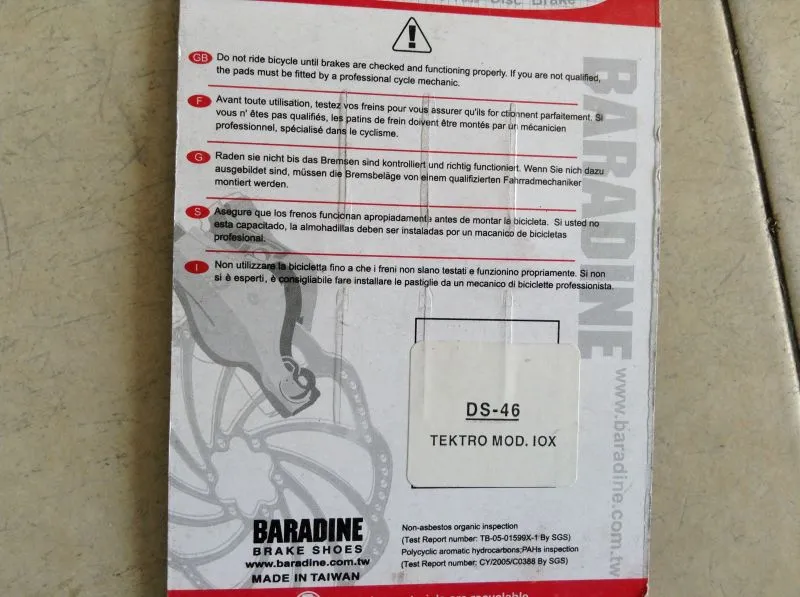 Disc Brake
GB Do not ride bicycle until brakes are checked and functioning properly. If you are not qualified,
the pads must be fitted by a professional cycle mechanic.
F Avant toute utilisation, testez vos freins pour vous assurer qu'ils for ctionnent parfaitement. Si
vous n' êtes pas qualifiés, les patins de frein doivent être montés par un mécanicien
professionnel, spécialisé dans le cyclisme.
G Raden sie nicht bis das Bremsen sind kontrolliert und richtig functioniert. Wenn Sie nich dazu
ausgebildet sind, müssen die Bremsbeläge von einem qualifizierten Fahrradmechaniker
montiert werden.
S Asegure que los frenos funcionan apropiadamente antes de montar la bicicleta. Si usted no
esta capacitado, la almohadillas deben ser instaladas por un macanico de bicicletas
profesional.
I Non utilizzare la bicicletta fino a che i freni non slano testati e funzionino propriamente. Si non
si è esperti, è consigliabile fare installare le pastiglie da un mecanico di biciclette professionista.
BARADINE
www.baradine.com.tw
DS-46
TEKTRO MOD. IOX
BARADINE
BRAKE SHOES
www.baradine.com.tw
MADE IN TAIWAN
Non-asbestos organic inspection
(Test Report number: TB-05-01599X-1 By SGS)
Polycyclic aromatic hydrocarbons;PAHs inspection
(Test Report number: CY/2005/C0388 By SGS)
are recyclable